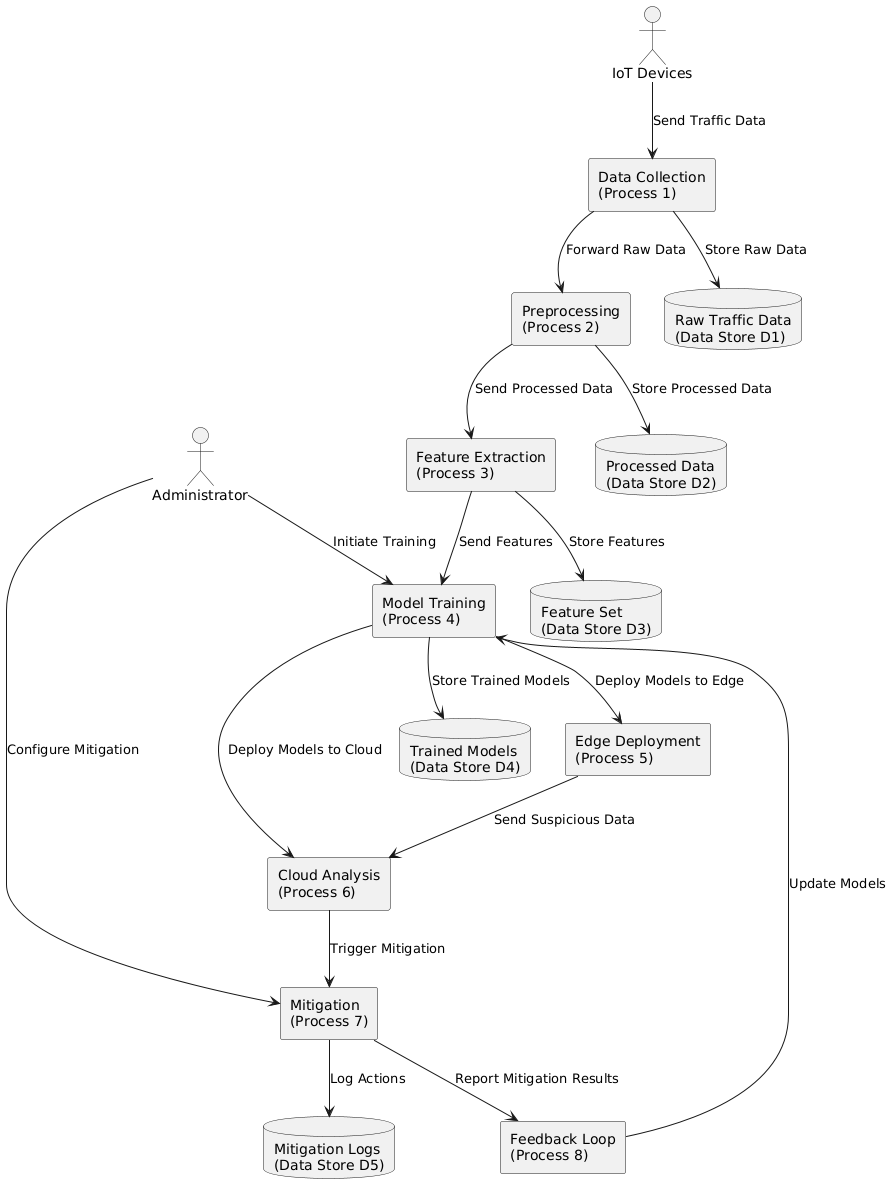 IoT Devices
Send Traffic Data
Data Collection
(Process 1)
Forward Raw Data
Store Raw Data
Preprocessing
(Process 2)
Raw Traffic Data
(Data Store D1)
Send Processed Data
Store Processed Data
Administrator
Feature Extraction
(Process 3)
Processed Data
(Data Store D2)
Initiate Training
Send Features
Store Features
Model Training
(Process 4)
Feature Set
(Data Store D3)
Store Trained Models
Deploy Models to Edge
Configure Mitigation
Deploy Models to Cloud
Trained Models
(Data Store D4)
Edge Deployment
(Process 5)
Send Suspicious Data
Cloud Analysis
(Process 6)
Update Models
Trigger Mitigation
Mitigation
(Process 7)
Log Actions
Report Mitigation Results
Mitigation Logs
(Data Store D5)
Feedback Loop
(Process 8)